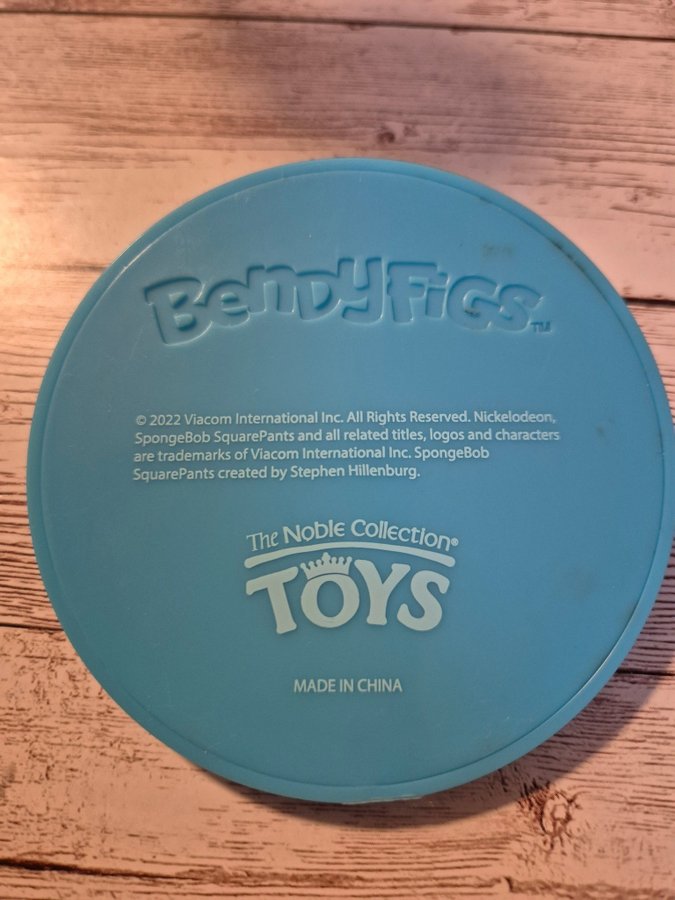 BENDYFIGS™
© 2022 Viacom International Inc. All Rights Reserved. Nickelodeon,
SpongeBob SquarePants and all related titles, logos and characters
are trademarks of Viacom International Inc. SpongeBob
SquarePants created by Stephen Hillenburg.
The Noble Collection®
TOYS
MADE IN CHINA